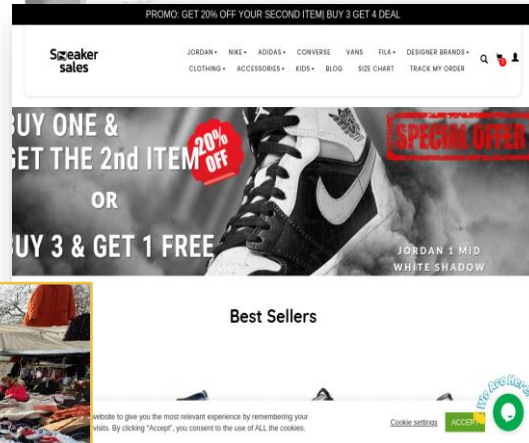 PROMO: GET 20% OFF YOUR SECOND ITEM| BUY 3 GET 4 DEAL
Sneaker
sales
JORDAN NIKE ADIDAS CONVERSE VANS FILA DESIGNER BRANDS
CLOTHING ACCESSORIES KIDS BLOG SIZE CHART TRACK MY ORDER
BUY ONE &
GET THE 2nd ITEM
20%
OFF
SPECIAL OFFER
OR
BUY 3 & GET 1 FREE
JORDAN 1 MID
WHITE SHADOW
Best Sellers
We Are Here!
website to give you the most relevant experience by remembering your
visits. By clicking "Accept", you consent to the use of ALL the cookies.
Cookie settings
ACCEPT